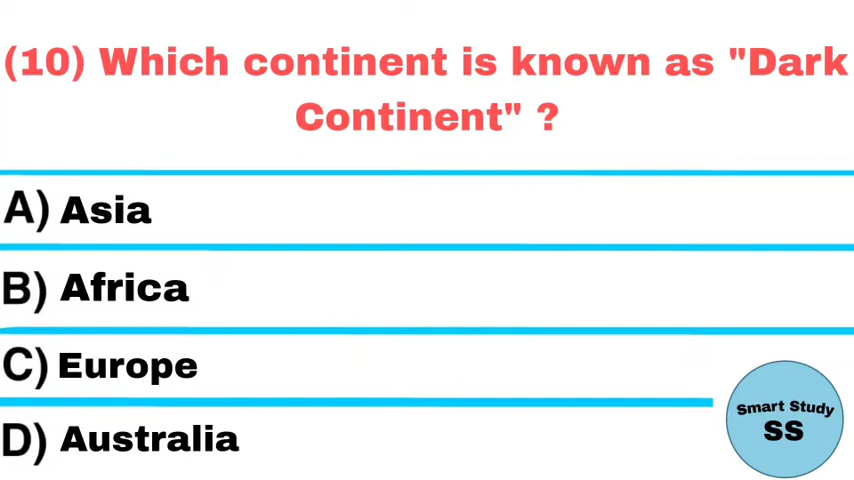 (10) Which continent is known as "Dark
Continent" ?
A) Asia
B) Africa
C) Europe
D) Australia
Smart Study
SS